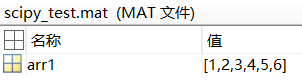 scipy_test.mat (MAT 文件)
名称 值
arr1 [1,2,3,4,5,6]